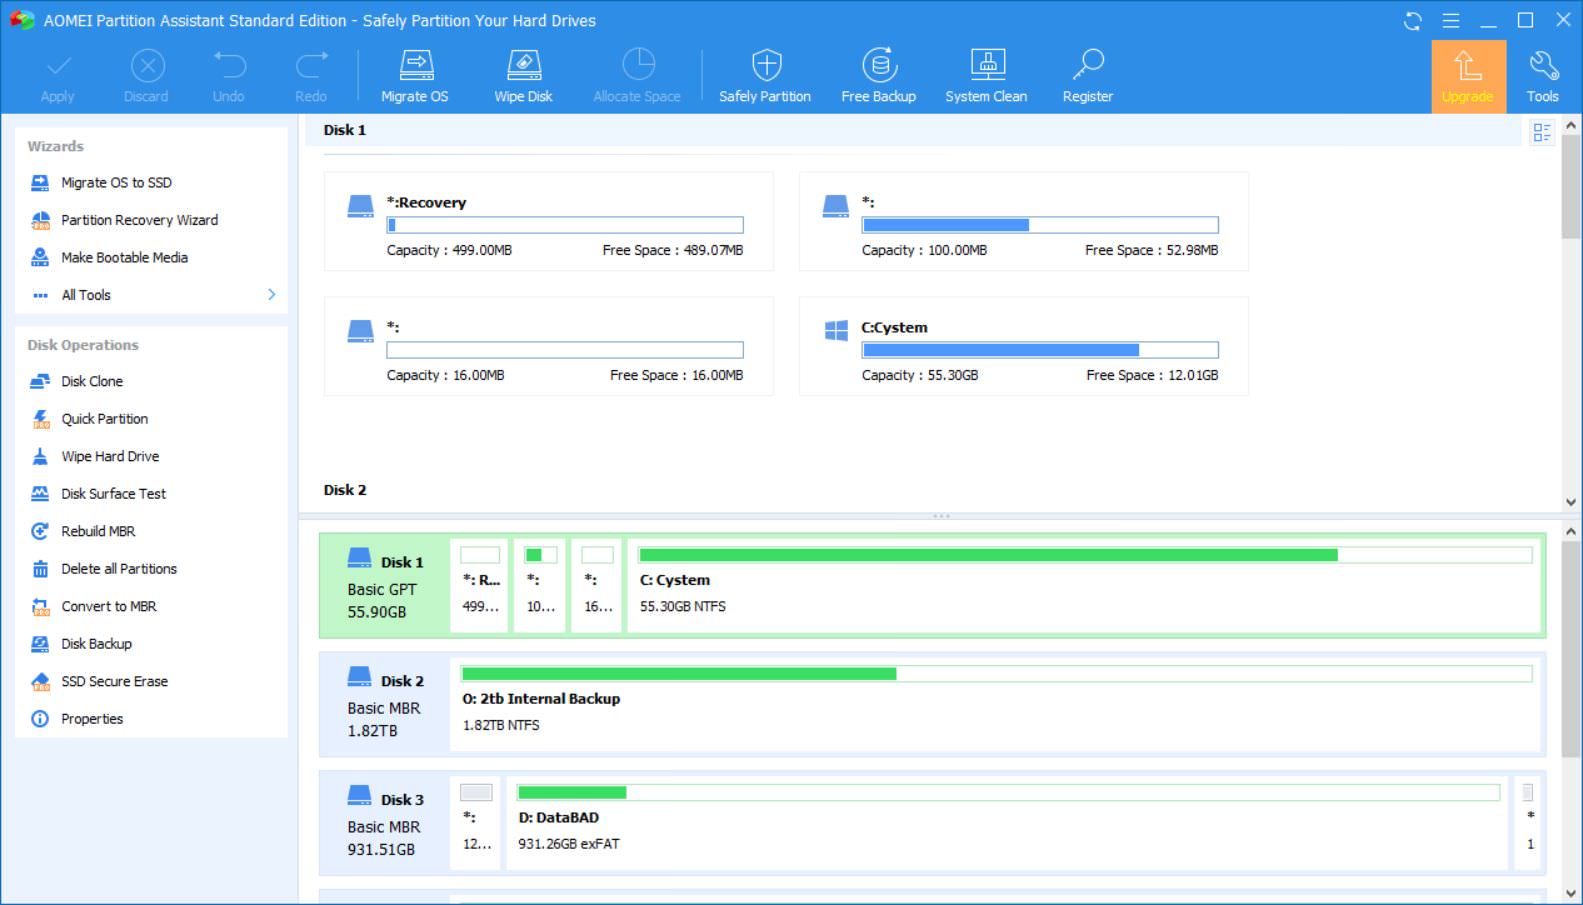 AOMEI Partition Assistant Standard Edition - Safely Partition Your Hard Drives
Apply
Discard
Undo
Redo
Migrate OS
Wipe Disk
Allocate Space
Safely Partition
Free Backup
System Clean
Register
Upgrade
Tools
Wizards
Migrate OS to SSD
Partition Recovery Wizard
PRO
Make Bootable Media
All Tools
Disk Operations
Disk Clone
Quick Partition
PRO
Wipe Hard Drive
Disk Surface Test
Rebuild MBR
Delete all Partitions
Convert to MBR
PRO
Disk Backup
SSD Secure Erase
PRO
Properties
Disk 1
*:Recovery
Capacity : 499.00MB Free Space : 489.07MB
*:
Capacity : 100.00MB Free Space : 52.98MB
*:
Capacity : 16.00MB Free Space : 16.00MB
C:Cystem
Capacity : 55.30GB Free Space : 12.01GB
Disk 2
Disk 1
Basic GPT
55.90GB
*: R...
499...
*:
10...
*:
16...
C: Cystem
55.30GB NTFS
Disk 2
Basic MBR
1.82TB
O: 2tb Internal Backup
1.82TB NTFS
Disk 3
Basic MBR
931.51GB
*:
12...
D: DataBAD
931.26GB exFAT
*
1